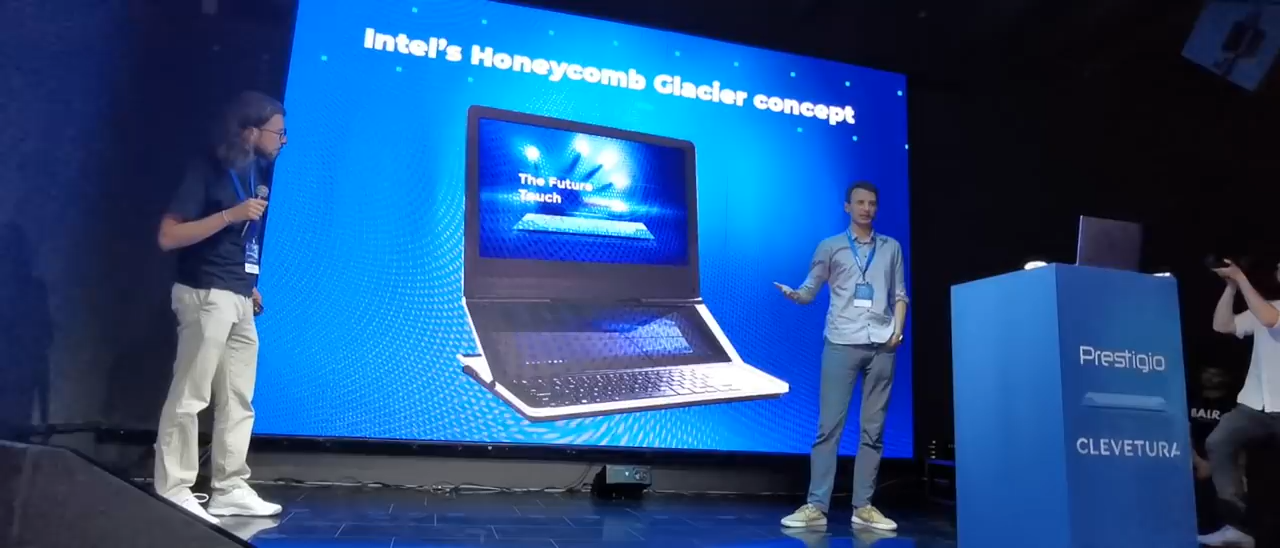 Intel's Honeycomb Glacier concept
The Future
Touch
Prestigio
CLEVETURA